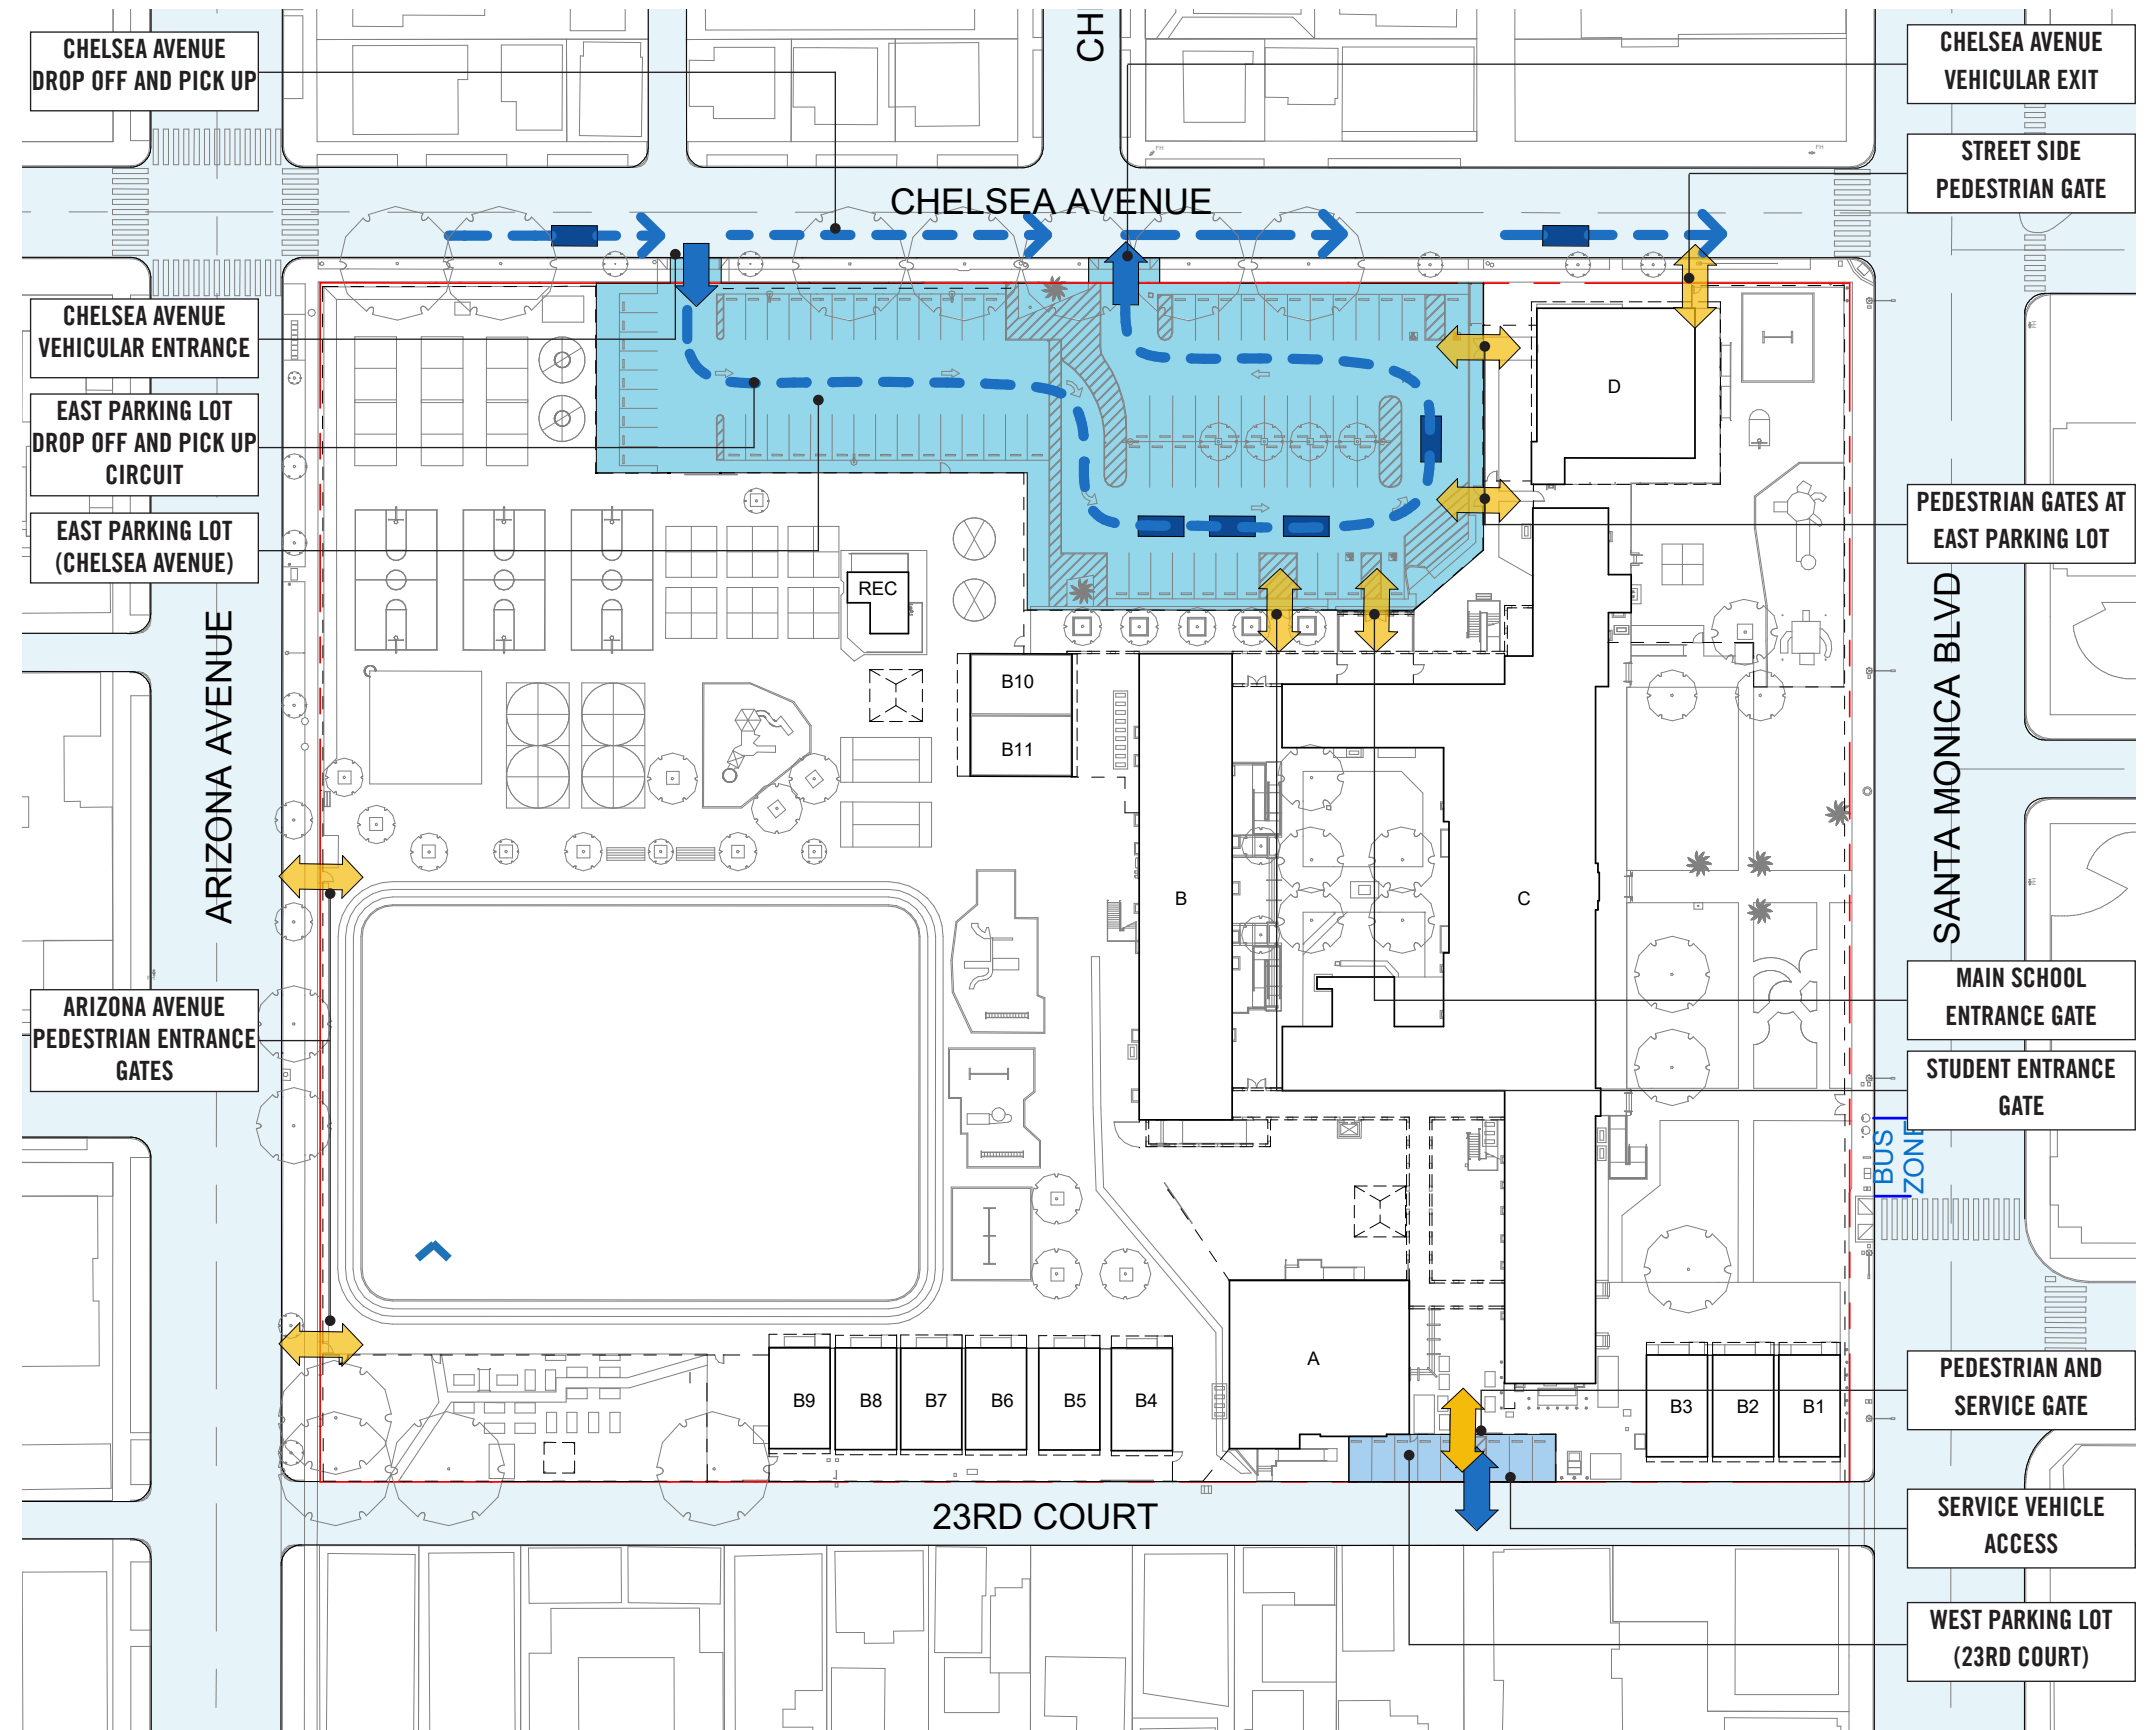 CHELSEA AVENUE
DROP OFF AND PICK UP
CH
CHELSEA AVENUE
VEHICULAR EXIT
FH
FH
STREET SIDE
PEDESTRIAN GATE
CHELSEA AVENUE
CHELSEA AVENUE
VEHICULAR ENTRANCE
EAST PARKING LOT
DROP OFF AND PICK UP
CIRCUIT
EAST PARKING LOT
(CHELSEA AVENUE)
D
PEDESTRIAN GATES AT
EAST PARKING LOT
REC
ARIZONA AVENUE
SANTA MONICA BLVD
B10
B11
B
C
ARIZONA AVENUE
PEDESTRIAN ENTRANCE
GATES
MAIN SCHOOL
ENTRANCE GATE
STUDENT ENTRANCE
GATE
BUS
ZONE
A
B9
B8
B7
B6
B5
B4
B3
B2
B1
PEDESTRIAN AND
SERVICE GATE
23RD COURT
SERVICE VEHICLE
ACCESS
WEST PARKING LOT
(23RD COURT)